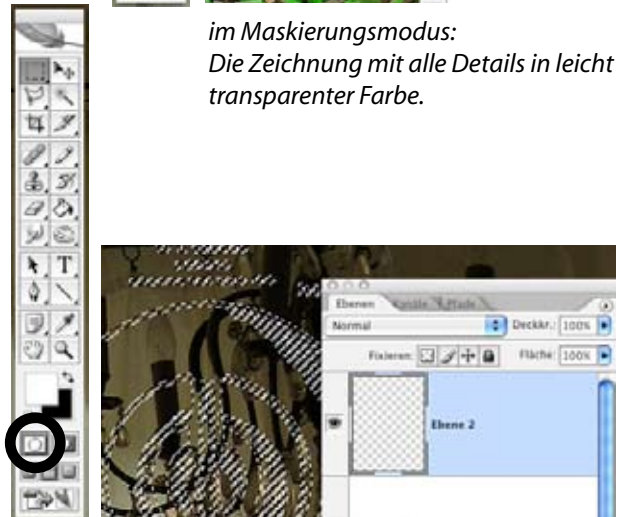 im Maskierungsmodus:
Die Zeichnung mit alle Details in leicht
transparenter Farbe.
T
Ebenen Kanäle Pfade
Normal Deckkr.: 100%
Fixieren: Fläche: 100%
Ebene 2